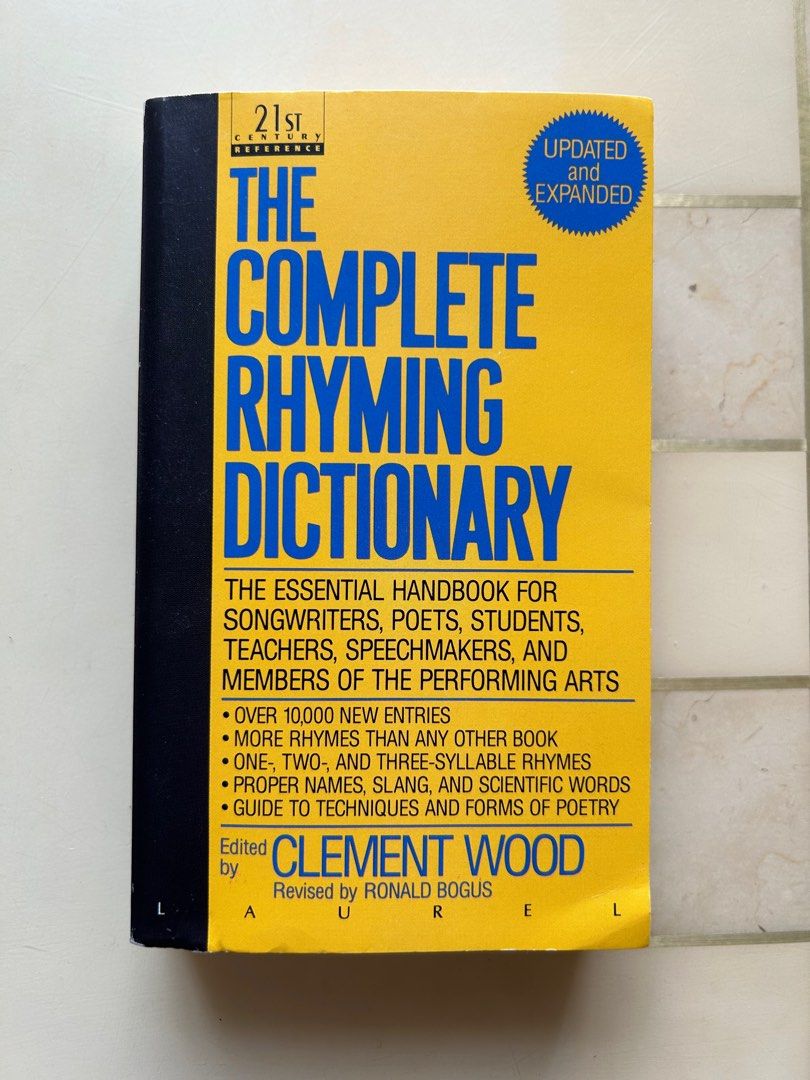 21ST
CENTURY
REFERENCE
UPDATED
and
EXPANDED
THE
COMPLETE
RHYMING
DICTIONARY
THE ESSENTIAL HANDBOOK FOR
SONGWRITERS, POETS, STUDENTS,
TEACHERS, SPEECHMAKERS, AND
MEMBERS OF THE PERFORMING ARTS
• OVER 10,000 NEW ENTRIES
• MORE RHYMES THAN ANY OTHER BOOK
• ONE-, TWO-, AND THREE-SYLLABLE RHYMES
• PROPER NAMES, SLANG, AND SCIENTIFIC WORDS
• GUIDE TO TECHNIQUES AND FORMS OF POETRY
Edited by CLEMENT WOOD
Revised by RONALD BOGUS
LAUREL